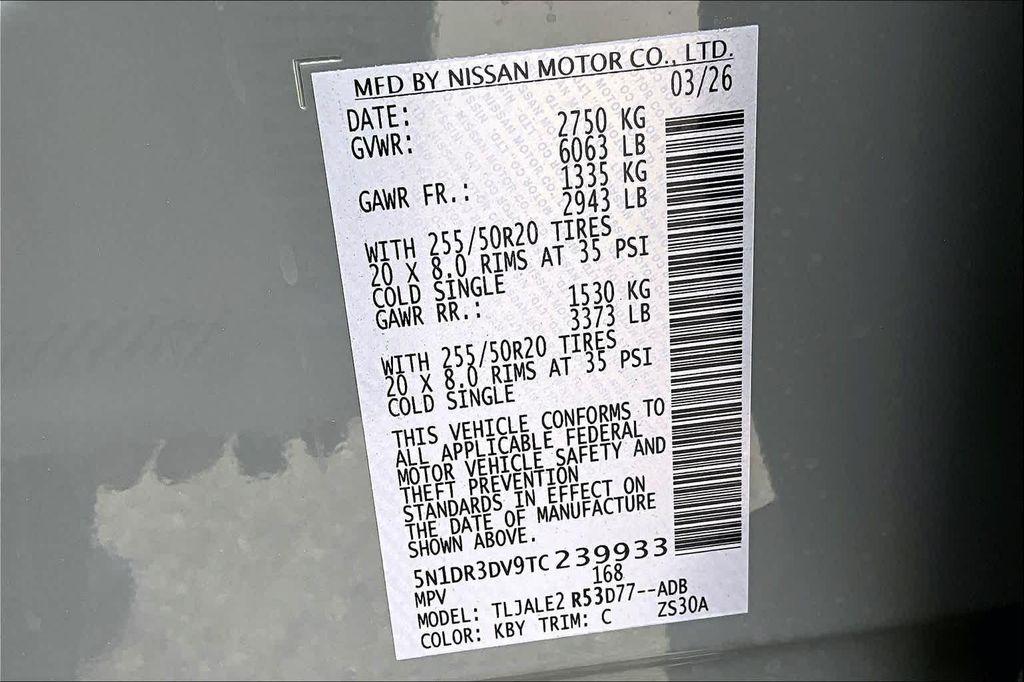 MFD BY NISSAN MOTOR CO., LTD.
DATE: 03/26
GVWR: 2750 KG
6063 LB
GAWR FR.: 1335 KG
2943 LB
WITH 255/50R20 TIRES
20 X 8.0 RIMS AT 35 PSI
COLD SINGLE
GAWR RR.: 1530 KG
3373 LB
WITH 255/50R20 TIRES
20 X 8.0 RIMS AT 35 PSI
COLD SINGLE
THIS VEHICLE CONFORMS TO
ALL APPLICABLE FEDERAL
MOTOR VEHICLE SAFETY AND
THEFT PREVENTION
STANDARDS IN EFFECT ON
THE DATE OF MANUFACTURE
SHOWN ABOVE.
5N1DR3DV9TC239933
MPV 168
MODEL: TLJALE2 R53D77--ADB
COLOR: KBY TRIM: C ZS30A